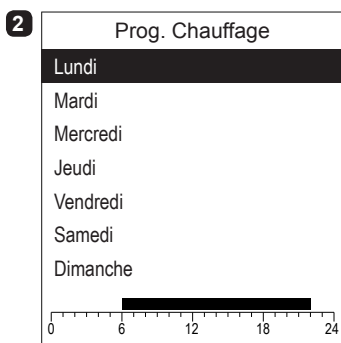 2
Prog. Chauffage
Lundi
Mardi
Mercredi
Jeudi
Vendredi
Samedi
Dimanche
0 6 12 18 24